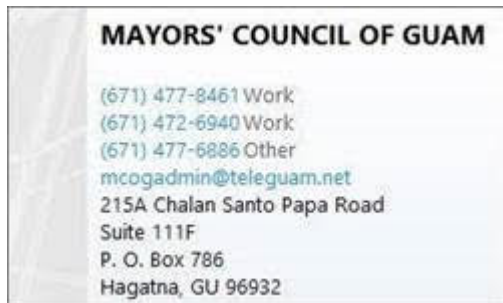 MAYORS' COUNCIL OF GUAM
(671) 477-8461 Work
(671) 472-6940 Work
(671) 477-6886 Other
mcogadmin@teleguam.net
215A Chalan Santo Papa Road
Suite 111F
P. O. Box 786
Hagatna, GU 96932